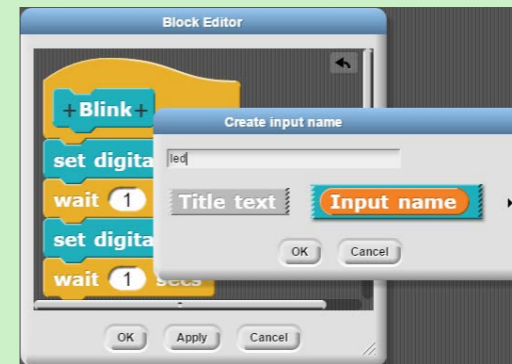 Block Editor
+Blink+
Create input name
set digita
led
wait 1
Title text
Input name
set digita
OK
Cancel
wait 1 secs
OK
Apply
Cancel